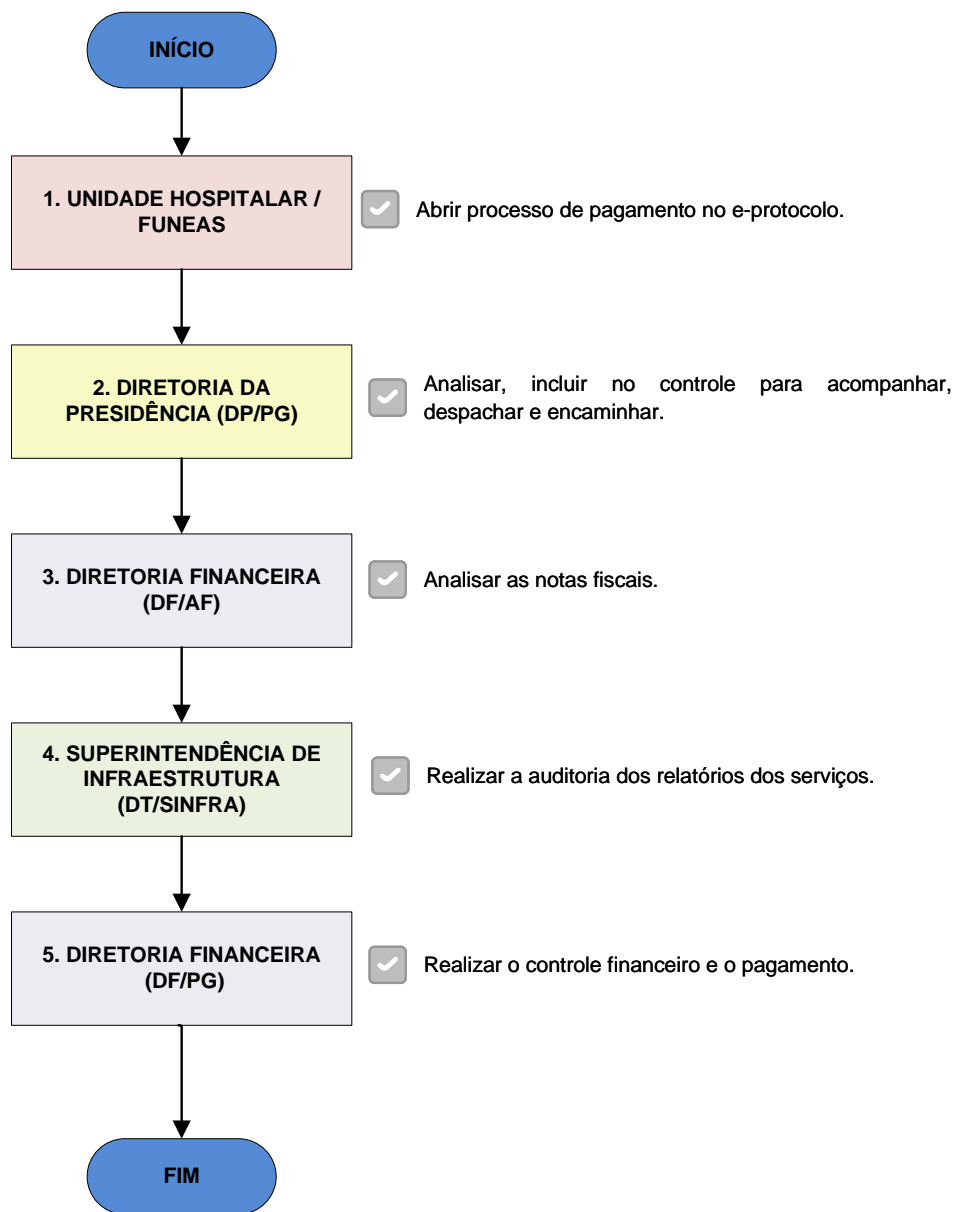 INÍCIO
1. UNIDADE HOSPITALAR /
FUNEAS
Abrir processo de pagamento no e-protocolo.
2. DIRETORIA DA
PRESIDÊNCIA (DP/PG)
Analisar, incluir no controle para acompanhar,
despachar e encaminhar.
3. DIRETORIA FINANCEIRA
(DF/AF)
Analisar as notas fiscais.
4. SUPERINTENDÊNCIA DE
INFRAESTRUTURA
(DT/SINFRA)
Realizar a auditoria dos relatórios dos serviços.
5. DIRETORIA FINANCEIRA
(DF/PG)
Realizar o controle financeiro e o pagamento.
FIM